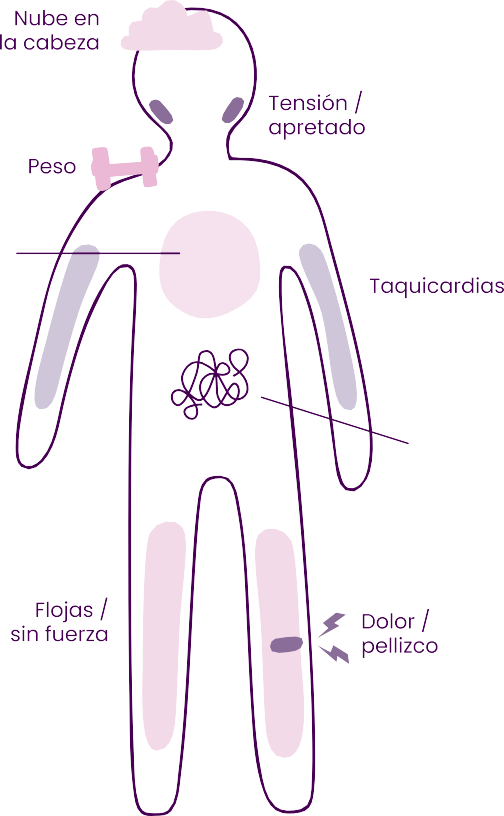 Nube en
la cabeza
Tensión /
apretado
Peso
Taquicardias
Flojas /
sin fuerza
Dolor /
pellizco